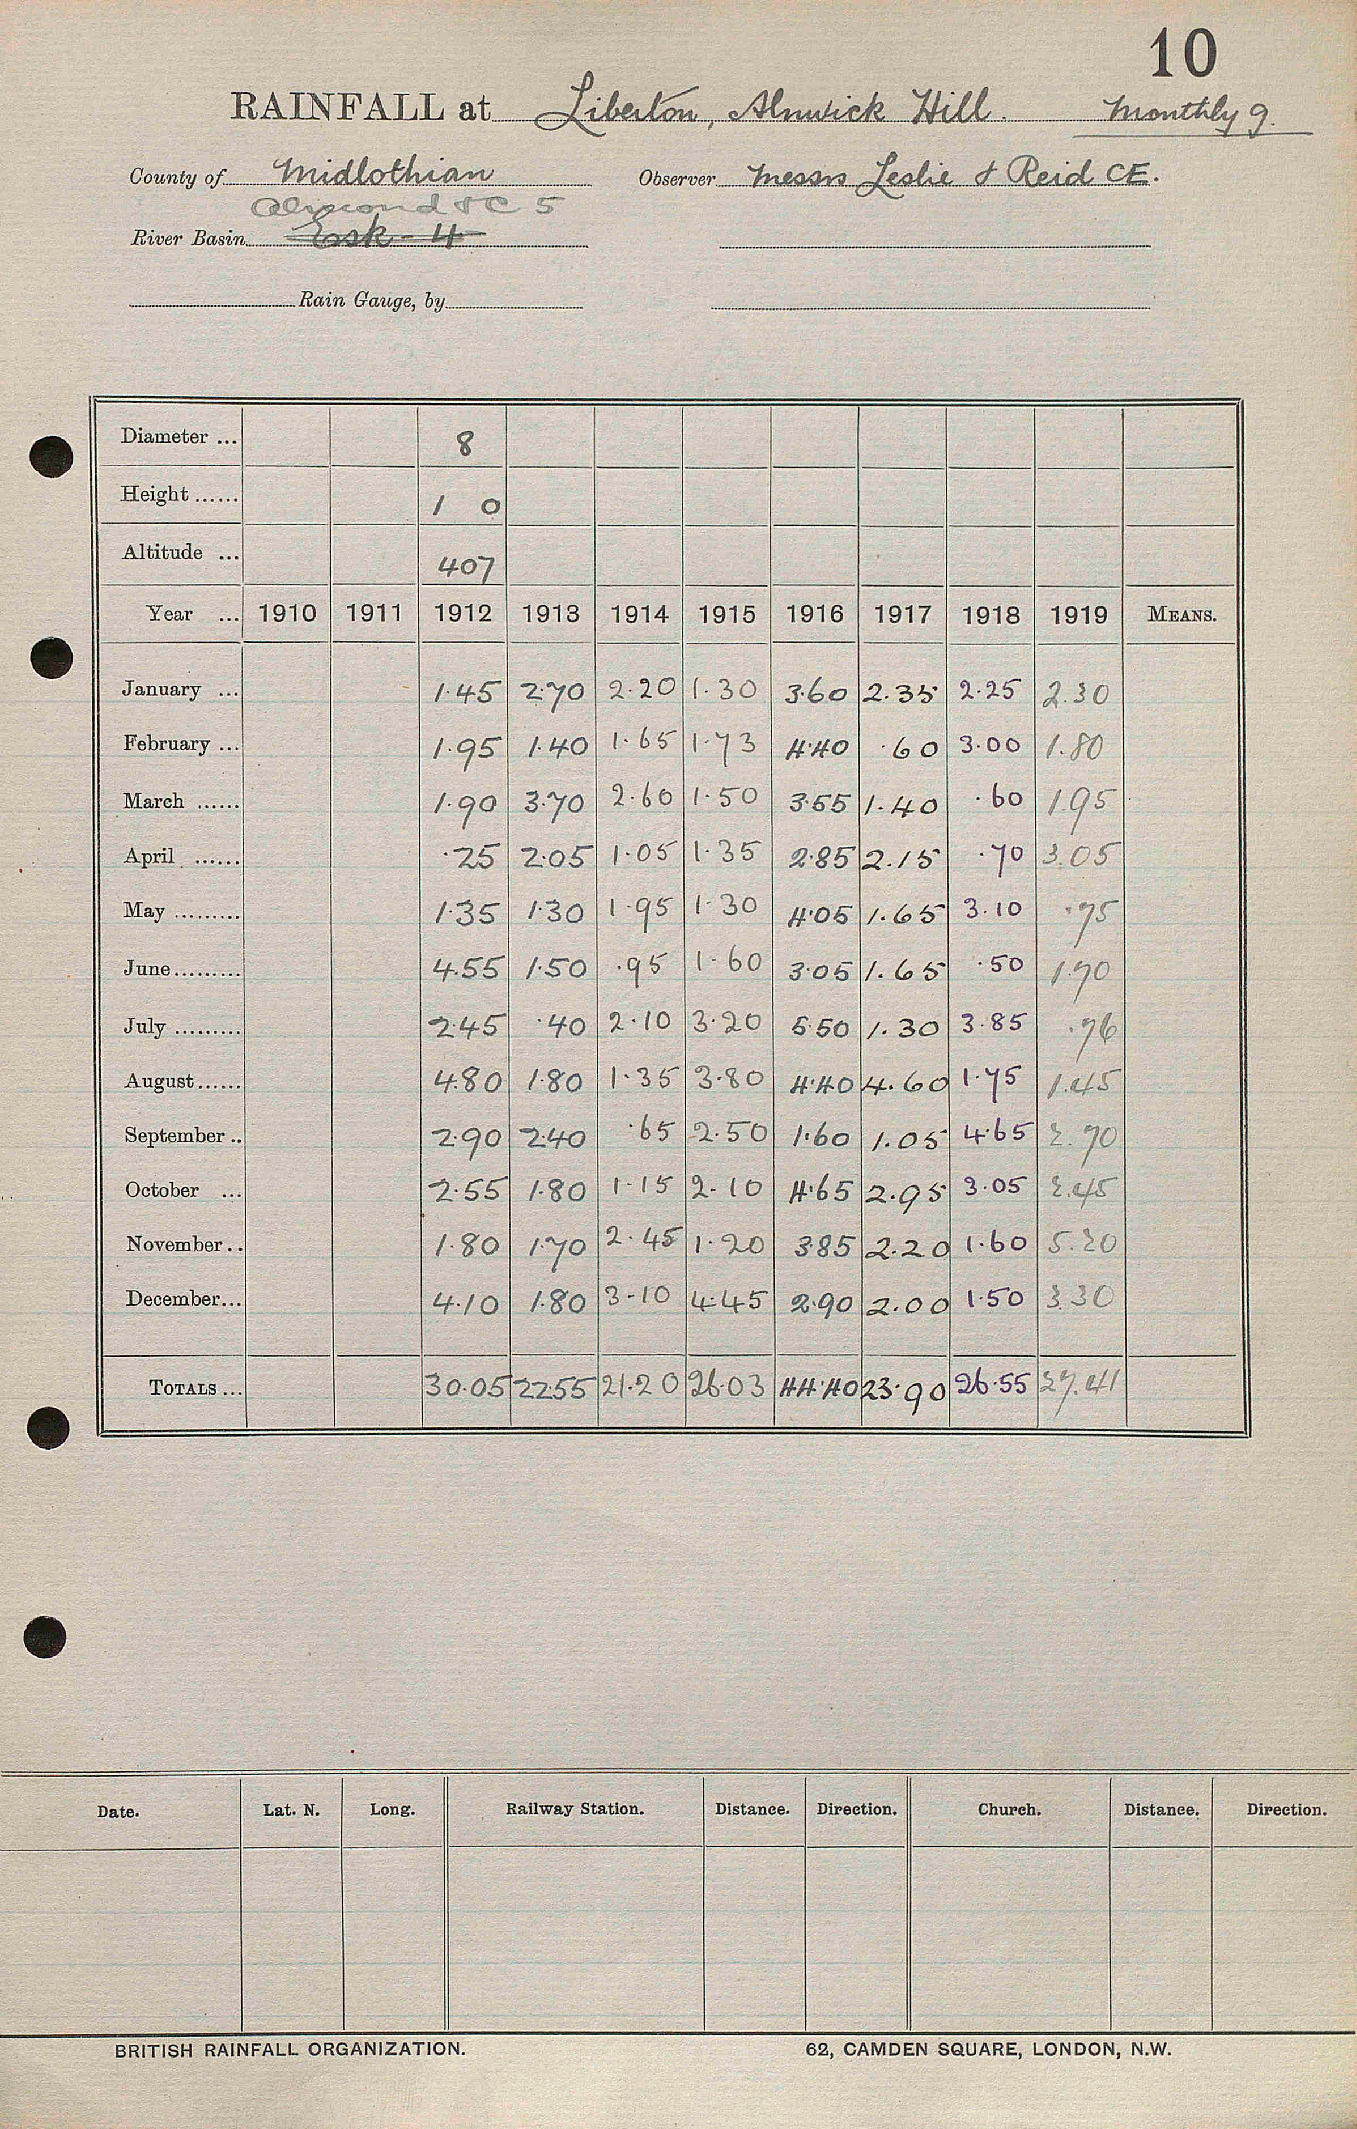 10
RAINFALL at Liberton, Alnwick Hill. Monthly 9.
County of Midlothian Observer Messrs Leslie & Reid CE.
Almond &C 5
River Basin Esk - 4
Rain Gauge, by
Diameter ... 8
Height ...... 1 0
Altitude ... 407
Year ... 1910 1911 1912 1913 1914 1915 1916 1917 1918 1919 MEANS.
January ... 1.45 2.70 2.20 1.30 3.60 2.35 2.25 2.30
February ... 1.95 1.40 1.65 1.73 4.40 .60 3.00 1.80
March ...... 1.90 3.70 2.60 1.50 3.55 1.40 .60 1.95
April ...... .25 2.05 1.05 1.35 2.85 2.15 .70 3.05
May ......... 1.35 1.30 1.95 1.30 4.05 1.65 3.10 .75
June......... 4.55 1.50 .95 1.60 3.05 1.65 .50 1.70
July ......... 2.45 .40 2.10 3.20 5.50 1.30 3.85 .76
August...... 4.80 1.80 1.35 3.80 4.40 4.60 1.75 1.45
September .. 2.90 2.40 .65 2.50 1.60 1.05 4.65 2.70
October ... 2.55 1.80 1.15 2.10 4.65 2.95 3.05 2.45
November .. 1.80 1.70 2.45 1.20 3.85 2.20 1.60 5.20
December... 4.10 1.80 3.10 4.45 2.90 2.00 1.50 3.30
TOTALS ... 30.05 22.55 21.20 26.03 44.40 23.90 26.55 27.41
Date. Lat. N. Long. Railway Station. Distance. Direction. Church. Distance. Direction.
BRITISH RAINFALL ORGANIZATION. 62, CAMDEN SQUARE, LONDON, N.W.